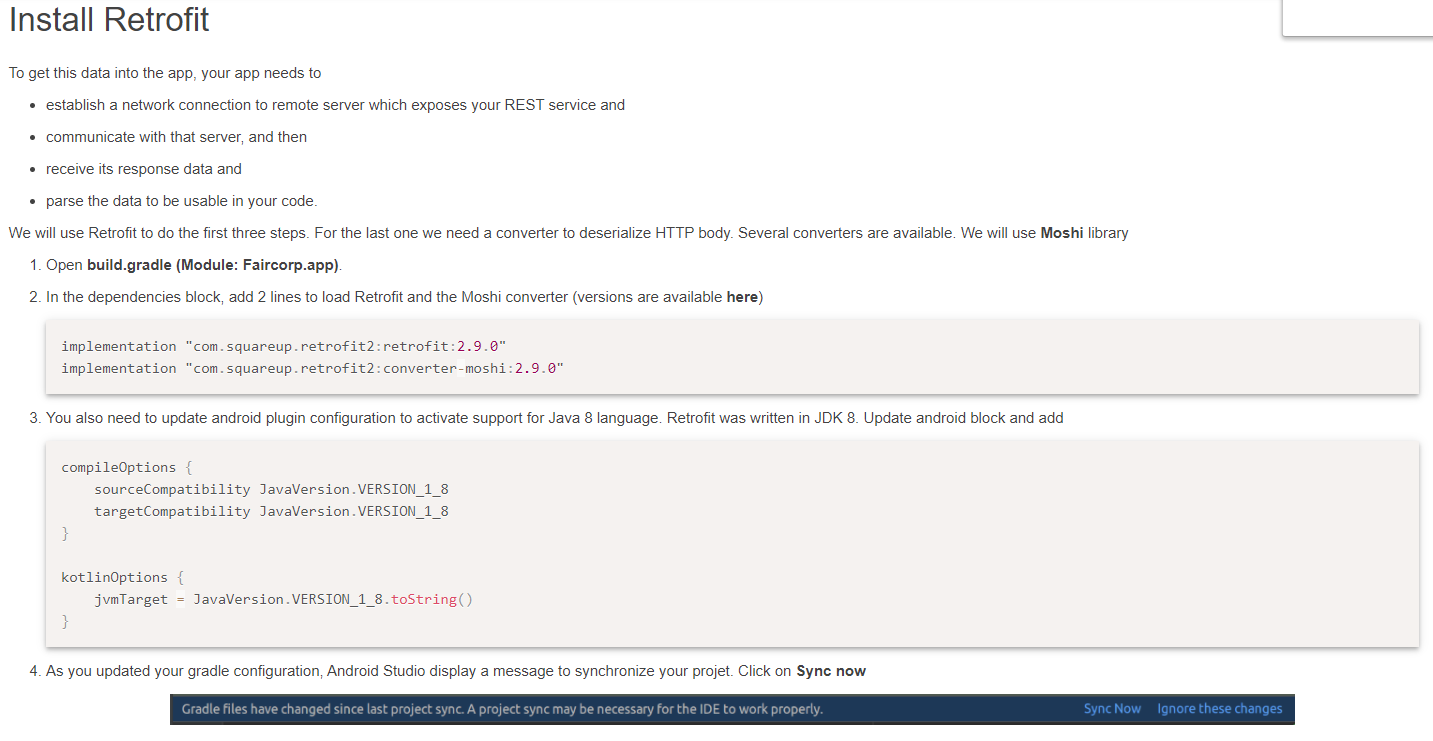 Install Retrofit
To get this data into the app, your app needs to
• establish a network connection to remote server which exposes your REST service and
• communicate with that server, and then
• receive its response data and
• parse the data to be usable in your code.
We will use Retrofit to do the first three steps. For the last one we need a converter to deserialize HTTP body. Several converters are available. We will use Moshi library
1. Open build.gradle (Module: Faircorp.app).
2. In the dependencies block, add 2 lines to load Retrofit and the Moshi converter (versions are available here)
implementation "com.squareup.retrofit2:retrofit:2.9.0"
implementation "com.squareup.retrofit2:converter-moshi:2.9.0"
3. You also need to update android plugin configuration to activate support for Java 8 language. Retrofit was written in JDK 8. Update android block and add
compileOptions {
    sourceCompatibility JavaVersion.VERSION_1_8
    targetCompatibility JavaVersion.VERSION_1_8
}
kotlinOptions {
    jvmTarget = JavaVersion.VERSION_1_8.toString()
}
4. As you updated your gradle configuration, Android Studio display a message to synchronize your projet. Click on Sync now
Gradle files have changed since last project sync. A project sync may be necessary for the IDE to work properly. Sync Now Ignore these changes